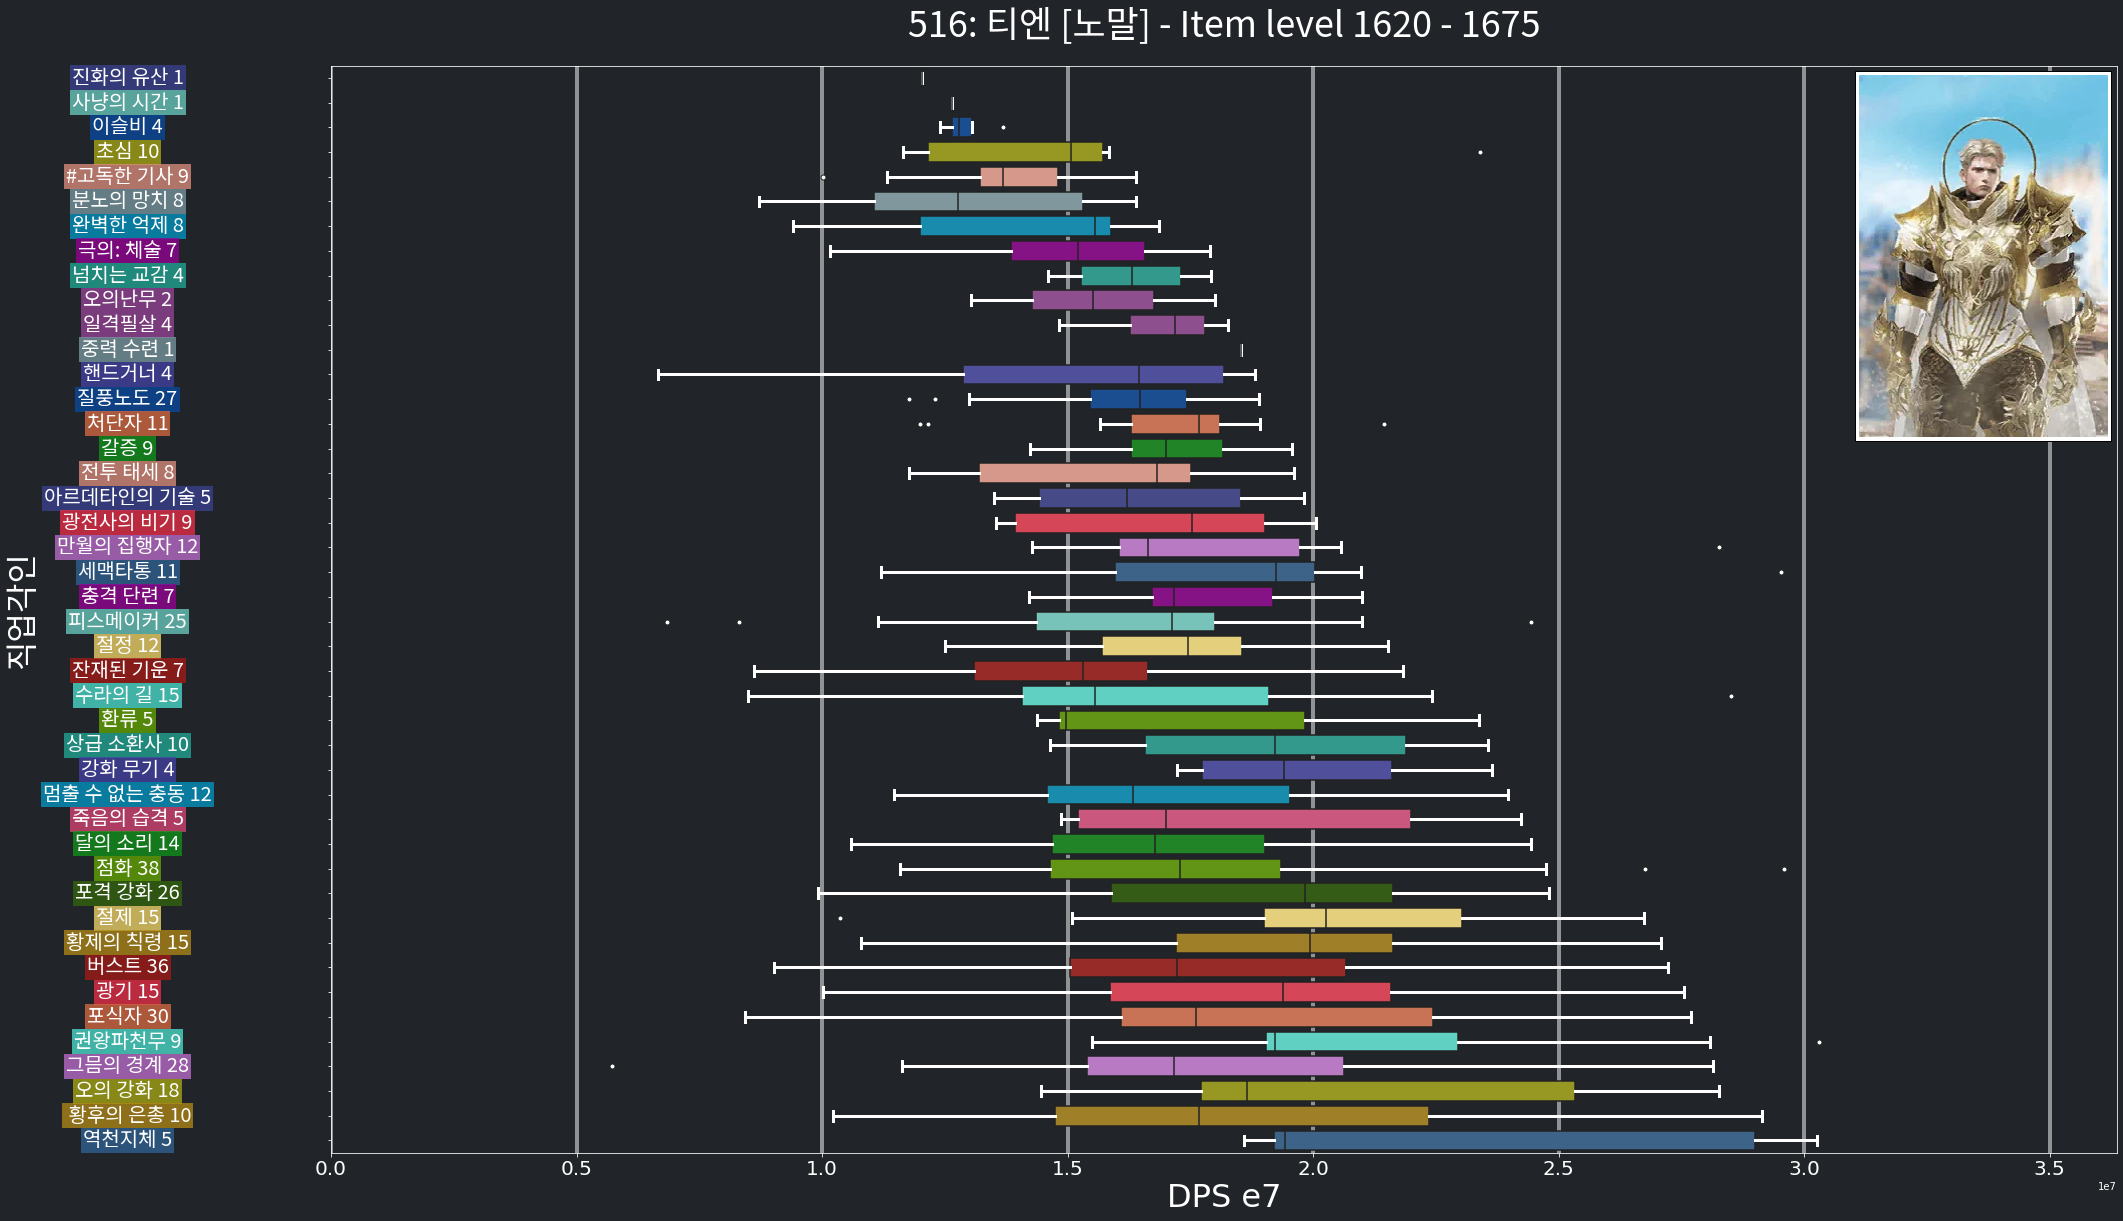 516: 티엔 [노말] - Item level 1620 - 1675
직업각인
진화의 유산 1
사냥의 시간 1
이슬비 4
초심 10
#고독한 기사 9
분노의 망치 8
완벽한 억제 8
극의: 체술 7
넘치는 교감 4
오의난무 2
일격필살 4
중력 수련 1
핸드거너 4
질풍노도 27
처단자 11
갈증 9
전투 태세 8
아르데타인의 기술 5
광전사의 비기 9
만월의 집행자 12
세맥타통 11
충격 단련 7
피스메이커 25
절정 12
잔재된 기운 7
수라의 길 15
환류 5
상급 소환사 10
강화 무기 4
멈출 수 없는 충동 12
죽음의 습격 5
달의 소리 14
점화 38
포격 강화 26
절제 15
황제의 칙령 15
버스트 36
광기 15
포식자 30
권왕파천무 9
그믐의 경계 28
오의 강화 18
황후의 은총 10
역천지체 5
0.0 0.5 1.0 1.5 2.0 2.5 3.0 3.5
1e7
DPS e7